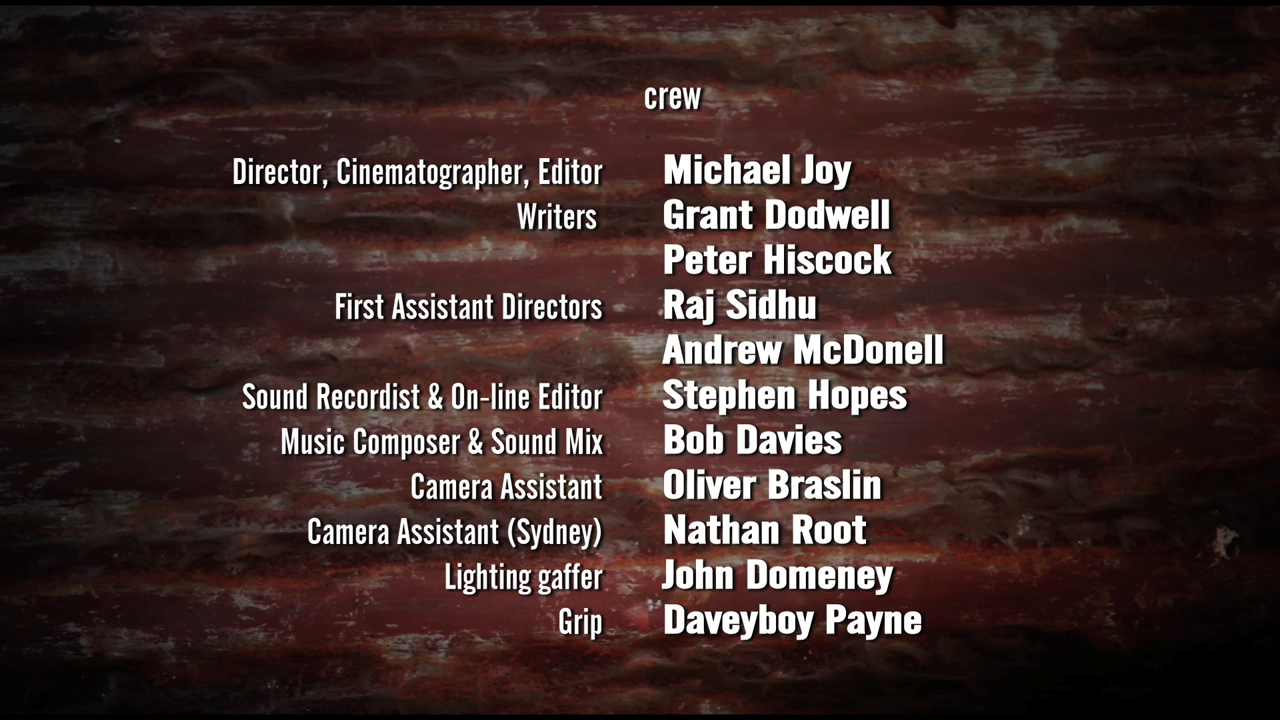 crew
Director, Cinematographer, Editor Michael Joy
Writers Grant Dodwell
Peter Hiscock
First Assistant Directors Raj Sidhu
Andrew McDonell
Sound Recordist & On-line Editor Stephen Hopes
Music Composer & Sound Mix Bob Davies
Camera Assistant Oliver Braslin
Camera Assistant (Sydney) Nathan Root
Lighting gaffer John Domeney
Grip Daveyboy Payne